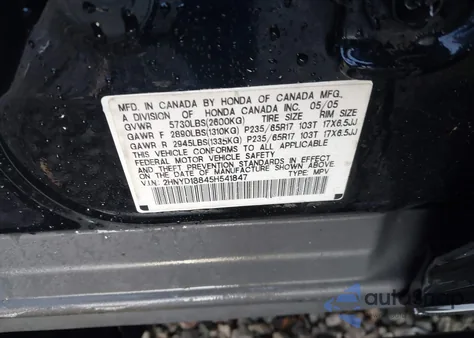 MFD. IN CANADA BY HONDA OF CANADA MFG.
A DIVISION OF HONDA CANADA INC. 05/05
GVWR 5730LBS(2600KG) TIRE SIZE RIM SIZE
GAWR F 2890LBS(1310KG) P235/65R17 103T 17X6.5JJ
GAWR R 2945LBS(1335KG) P235/65R17 103T 17X6.5JJ
THIS VEHICLE CONFORMS TO ALL APPLICABLE
FEDERAL MOTOR VEHICLE SAFETY
AND THEFT PREVENTION STANDARDS IN EFFECT
ON THE DATE OF MANUFACTURE SHOWN ABOVE.
V.I.N. 2HNYD18845H541847 TYPE: MPV